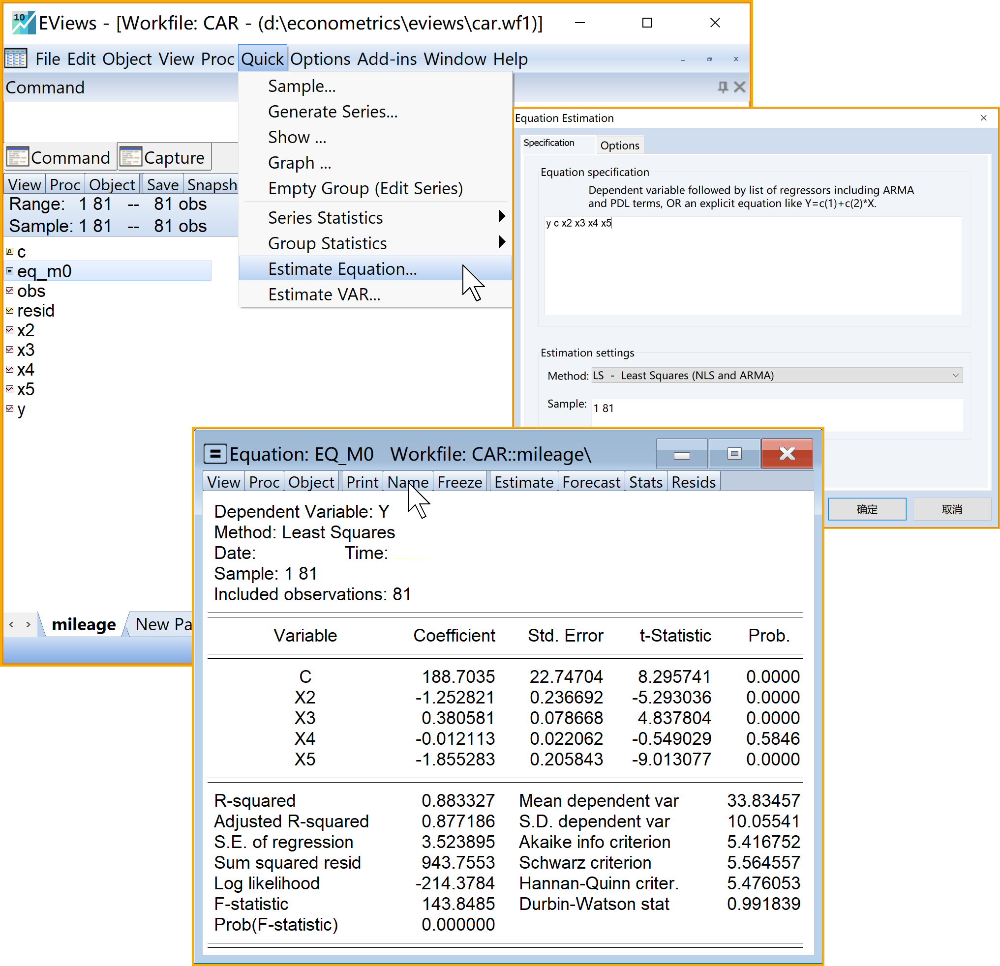 10 EViews - [Workfile: CAR - (d:\econometrics\eviews\car.wf1)]
File Edit Object View Proc Quick Options Add-ins Window Help
Command
Sample...
Generate Series...
Show ...
Graph ...
Empty Group (Edit Series)
Series Statistics
Group Statistics
Estimate Equation...
Estimate VAR...
Command Capture
View Proc Object Save Snapsh
Range: 1 81 -- 81 obs
Sample: 1 81 -- 81 obs
β c
eq_m0
obs
resid
x2
x3
x4
x5
y
mileage New Pa
Equation Estimation
Specification Options
Equation specification
Dependent variable followed by list of regressors including ARMA
and PDL terms, OR an explicit equation like Y=c(1)+c(2)*X.
y c x2 x3 x4 x5
Estimation settings
Method: LS - Least Squares (NLS and ARMA)
Sample: 1 81
确定 取消
Equation: EQ_M0 Workfile: CAR::mileage\
View Proc Object Print Name Freeze Estimate Forecast Stats Resids
Dependent Variable: Y
Method: Least Squares
Date: Time:
Sample: 1 81
Included observations: 81
Variable Coefficient Std. Error t-Statistic Prob.
C 188.7035 22.74704 8.295741 0.0000
X2 -1.252821 0.236692 -5.293036 0.0000
X3 0.380581 0.078668 4.837804 0.0000
X4 -0.012113 0.022062 -0.549029 0.5846
X5 -1.855283 0.205843 -9.013077 0.0000
R-squared 0.883327 Mean dependent var 33.83457
Adjusted R-squared 0.877186 S.D. dependent var 10.05541
S.E. of regression 3.523895 Akaike info criterion 5.416752
Sum squared resid 943.7553 Schwarz criterion 5.564557
Log likelihood -214.3784 Hannan-Quinn criter. 5.476053
F-statistic 143.8485 Durbin-Watson stat 0.991839
Prob(F-statistic) 0.000000